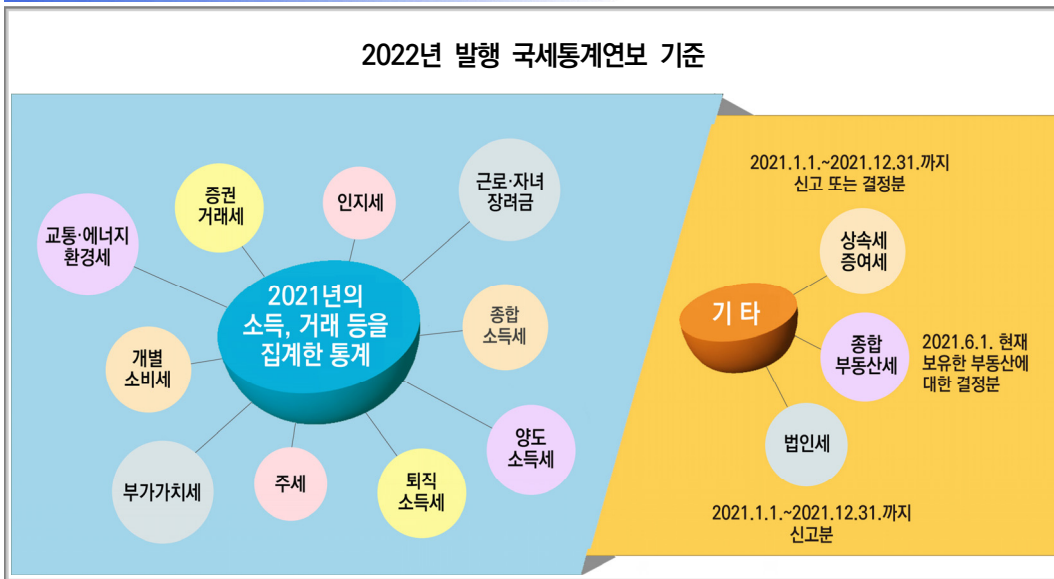 2022년 발행 국세통계연보 기준
교통·에너지
환경세
증권
거래세
인지세
근로·자녀
장려금
2021년의
소득, 거래 등을
집계한 통계
개별
소비세
종합
소득세
부가가치세
주세
퇴직
소득세
양도
소득세
2021.1.1.~2021.12.31.까지
신고 또는 결정분
상속세
증여세
기 타
종합
부동산세
2021.6.1. 현재
보유한 부동산에
대한 결정분
법인세
2021.1.1.~2021.12.31.까지
신고분